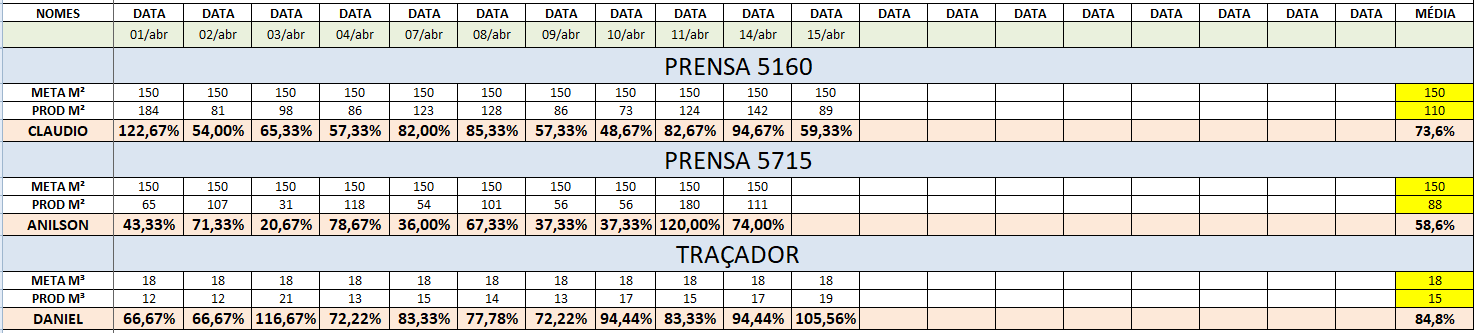 NOMES DATA DATA DATA DATA DATA DATA DATA DATA DATA DATA DATA DATA DATA DATA DATA DATA DATA DATA DATA MÉDIA
01/abr 02/abr 03/abr 04/abr 07/abr 08/abr 09/abr 10/abr 11/abr 14/abr 15/abr
PRENSA 5160
META M² 150 150 150 150 150 150 150 150 150 150 150 150
PROD M² 184 81 98 86 123 128 86 73 124 142 89 110
CLAUDIO 122,67% 54,00% 65,33% 57,33% 82,00% 85,33% 57,33% 48,67% 82,67% 94,67% 59,33% 73,6%
PRENSA 5715
META M² 150 150 150 150 150 150 150 150 150 150 150
PROD M² 65 107 31 118 54 101 56 56 180 111 88
ANILSON 43,33% 71,33% 20,67% 78,67% 36,00% 67,33% 37,33% 37,33% 120,00% 74,00% 58,6%
TRAÇADOR
META M³ 18 18 18 18 18 18 18 18 18 18 18 18
PROD M³ 12 12 21 13 15 14 13 17 15 17 19 15
DANIEL 66,67% 66,67% 116,67% 72,22% 83,33% 77,78% 72,22% 94,44% 83,33% 94,44% 105,56% 84,8%